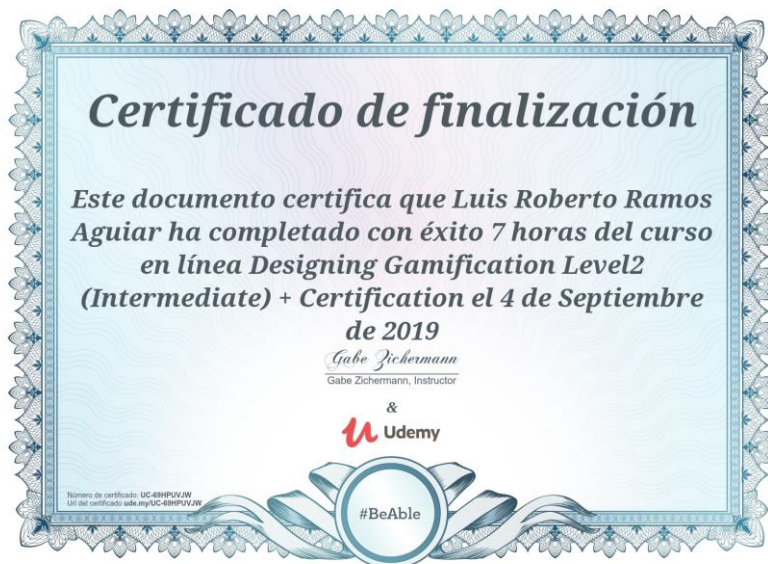 Certificado de finalización
Este documento certifica que Luis Roberto Ramos
Aguiar ha completado con éxito 7 horas del curso
en línea Designing Gamification Level2
(Intermediate) + Certification el 4 de Septiembre
de 2019
Gabe Zichermann
Gabe Zichermann, Instructor
&
Udemy
Número de certificado: UC-69HPUVJW
Url del certificado ude.my/UC-69HPUVJW
#BeAble